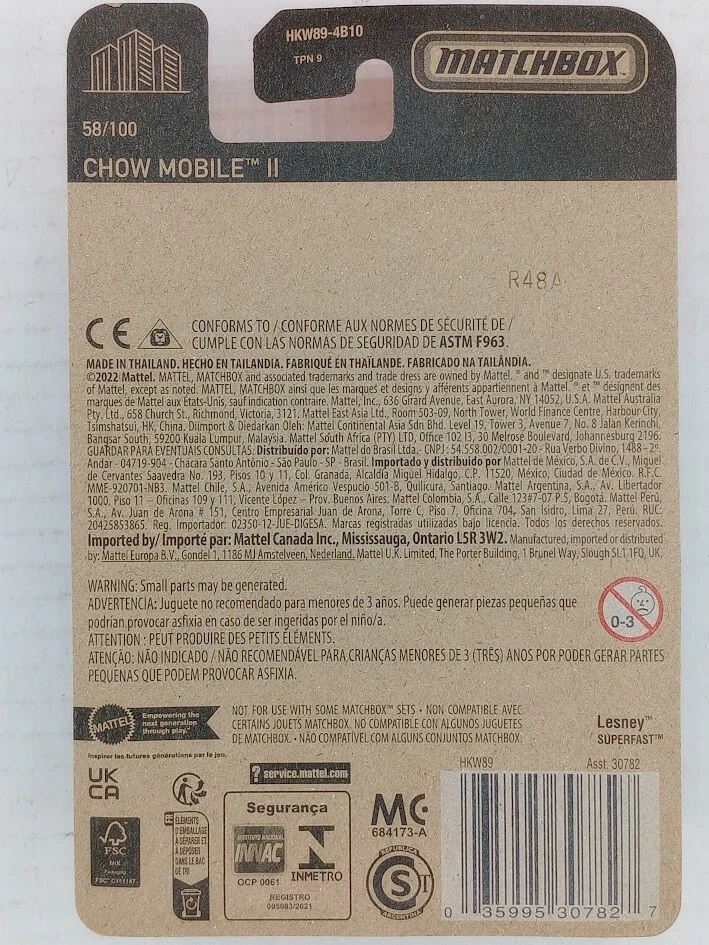 HKW89-4B10
TPN 9
MATCHBOX™
58/100
CHOW MOBILE™ II
R48A
CE
CONFORMS TO / CONFORME AUX NORMES DE SÉCURITÉ DE /
CUMPLE CON LAS NORMAS DE SEGURIDAD DE ASTM F963.
MADE IN THAILAND. HECHO EN TAILANDIA. FABRIQUÉ EN THAÏLANDE. FABRICADO NA TAILÂNDIA.
©2022 Mattel. MATTEL, MATCHBOX and associated trademarks and trade dress are owned by Mattel. ® and ™ designate U.S. trademarks
of Mattel, except as noted. MATTEL, MATCHBOX ainsi que les marques et designs y afférents appartiennent à Mattel. ® et ™ désignent des
marques de Mattel aux États-Unis, sauf indication contraire. Mattel, Inc., 636 Girard Avenue, East Aurora, NY 14052, U.S.A. Mattel Australia
Pty. Ltd., 658 Church St., Richmond, Victoria, 3121. Mattel East Asia Ltd., Room 503-09, North Tower, World Finance Centre, Harbour City,
Tsimshatsui, HK, China. Diimport & Diedarkan Oleh: Mattel Continental Asia Sdn Bhd. Level 19, Tower 3, Avenue 7, No. 8 Jalan Kerinchi,
Bangsar South, 59200 Kuala Lumpur, Malaysia. Mattel South Africa (PTY) LTD, Office 102 I3, 30 Melrose Boulevard, Johannesburg 2196.
GUARDAR PARA EVENTUAIS CONSULTAS. Distribuído por: Mattel do Brasil Ltda. - CNPJ : 54.558.002/0001-20 - Rua Verbo Divino, 1488 - 2º.
Andar - 04719-904 - Chácara Santo Antônio - São Paulo - SP - Brasil. Importado y distribuido por Mattel de México, S.A. de C.V., Miguel
de Cervantes Saavedra No. 193, Pisos 10 y 11, Col. Granada, Alcaldía Miguel Hidalgo, C.P. 11520, México, Ciudad de México. R.F.C.
MME-920701-NB3. Mattel Chile, S.A., Avenida Américo Vespucio 501-B, Quilicura, Santiago. Mattel Argentina, S.A., Av. Libertador
1000, Piso 11 – Oficinas 109 y 111, Vicente López – Prov. Buenos Aires. Mattel Colombia, S.A., Calle 123#7-07 P.5, Bogotá. Mattel Perú,
S.A., Av. Juan de Arona # 151, Centro Empresarial Juan de Arona, Torre C, Piso 7, Oficina 704, San Isidro, Lima 27, Perú. RUC:
20425853865. Reg. Importador: 02350-12-JUE-DIGESA. Marcas registradas utilizadas bajo licencia. Todos los derechos reservados.
Imported by/Importé par: Mattel Canada Inc., Mississauga, Ontario L5R 3W2. Manufactured, imported or distributed
by: Mattel Europa B.V., Gondel 1, 1186 MJ Amstelveen, Nederland. Mattel U.K. Limited, The Porter Building, 1 Brunel Way, Slough SL1 1FQ, UK.
WARNING: Small parts may be generated.
ADVERTENCIA: Juguete no recomendado para menores de 3 años. Puede generar piezas pequeñas que
podrían provocar asfixia en caso de ser ingeridas por el niño/a.
ATTENTION : PEUT PRODUIRE DES PETITS ÉLÉMENTS.
ATENÇÃO: NÃO INDICADO / NÃO RECOMENDÁVEL PARA CRIANÇAS MENORES DE 3 (TRÊS) ANOS POR PODER GERAR PARTES
PEQUENAS QUE PODEM PROVOCAR ASFIXIA.
0-3
MATTEL
Empowering the
next generation
through play.™
Inspirer les futures générations par le jeu.
NOT FOR USE WITH SOME MATCHBOX™ SETS • NON COMPATIBLE AVEC
CERTAINS JOUETS MATCHBOX. NO COMPATIBLE CON ALGUNOS JUGUETES
DE MATCHBOX. • NÃO COMPATÍVEL COM ALGUNS CONJUNTOS MATCHBOX.
Lesney™
SUPERFAST™
UK
CA
? service.mattel.com
FSC
MIX
Packaging
ÉLÉMENTS
D'EMBALLAGE
À SÉPARER ET
À DÉPOSER
DANS LE BAC
DE TRI
Segurança
INSTITUTO NACIONAL
INNAC
OCP 0061
INMETRO
REGISTRO
005083/2021
MC
684173-A
REPUBLICA
S
ARGENTINA
HKW89
Asst. 30782
0 35995 30782 7